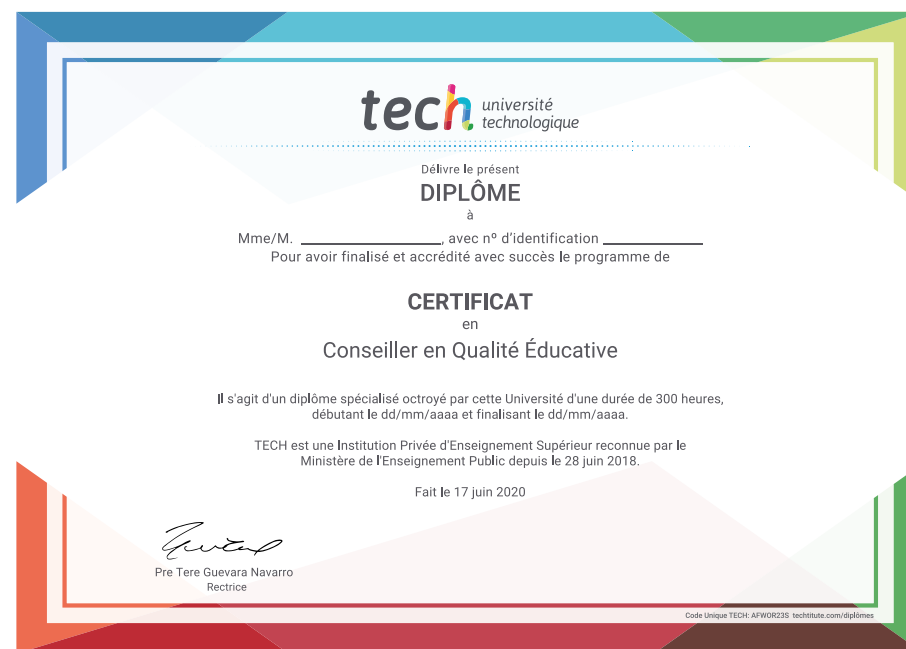 tech université
technologique
Délivre le présent
DIPLÔME
à
Mme/M. ____________________, avec nº d'identification ______________
Pour avoir finalisé et accrédité avec succès le programme de
CERTIFICAT
en
Conseiller en Qualité Éducative
Il s'agit d'un diplôme spécialisé octroyé par cette Université d'une durée de 300 heures,
débutant le dd/mm/aaaa et finalisant le dd/mm/aaaa.
TECH est une Institution Privée d'Enseignement Supérieur reconnue par le
Ministère de l'Enseignement Public depuis le 28 juin 2018.
Fait le 17 juin 2020
Pre Tere Guevara Navarro
Rectrice
Code Unique TECH: AFWOR23S techtitute.com/diplômes